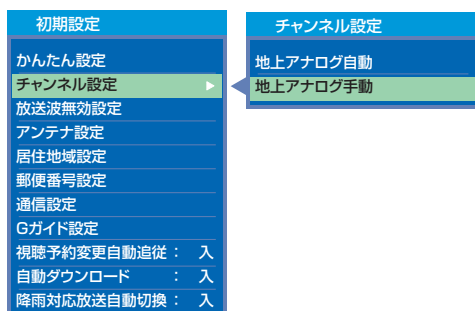 初期設定
かんたん設定
チャンネル設定
放送波無効設定
アンテナ設定
居住地域設定
郵便番号設定
通信設定
Gガイド設定
視聴予約変更自動追従： 入
自動ダウンロード ： 入
降雨対応放送自動切換： 入
チャンネル設定
地上アナログ自動
地上アナログ手動